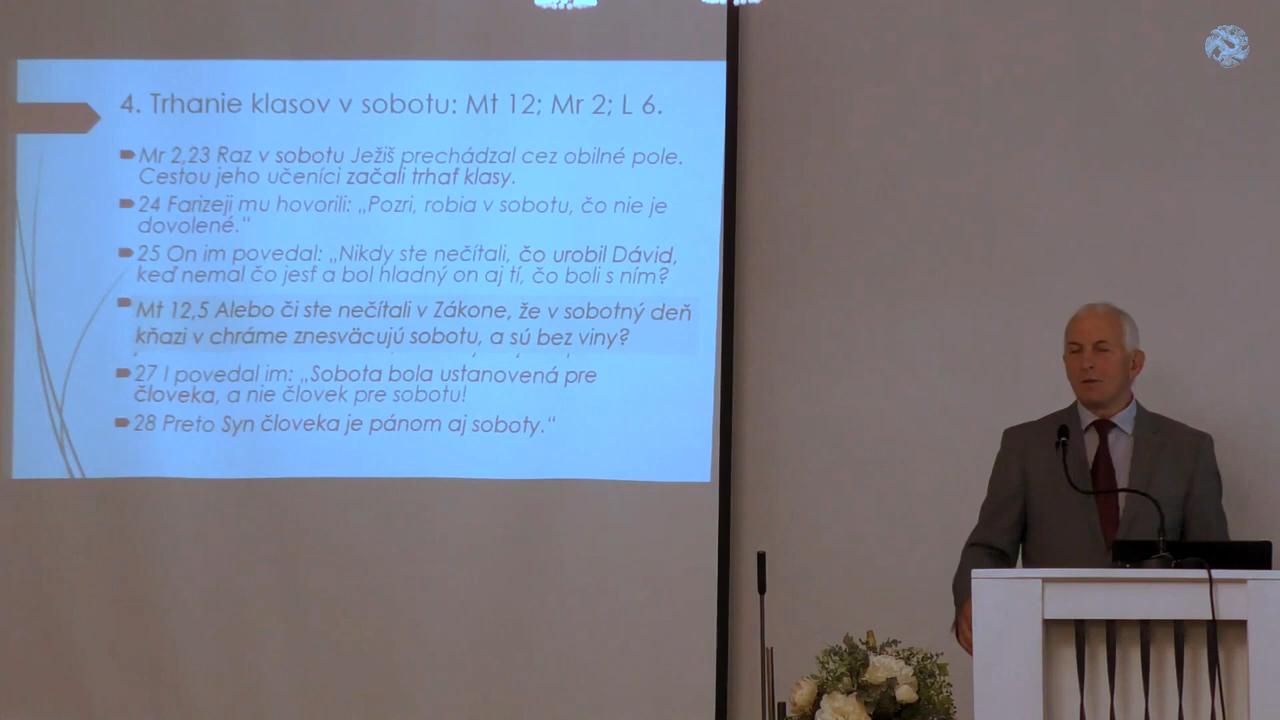 4. Trhanie klasov v sobotu: Mt 12; Mr 2; L 6.
Mr 2,23 Raz v sobotu Ježiš prechádzal cez obilné pole.
Cestou jeho učeníci začali trhať klasy.
24 Farizeji mu hovorili: „Pozri, robia v sobotu, čo nie je
dovolené.“
25 On im povedal: „Nikdy ste nečítali, čo urobil Dávid,
keď nemal čo jesť a bol hladný on aj tí, čo boli s ním?
Mt 12,5 Alebo či ste nečítali v Zákone, že v sobotný deň
kňazi v chráme znesväcujú sobotu, a sú bez viny?
27 I povedal im: „Sobota bola ustanovená pre
človeka, a nie človek pre sobotu!
28 Preto Syn človeka je pánom aj soboty.“